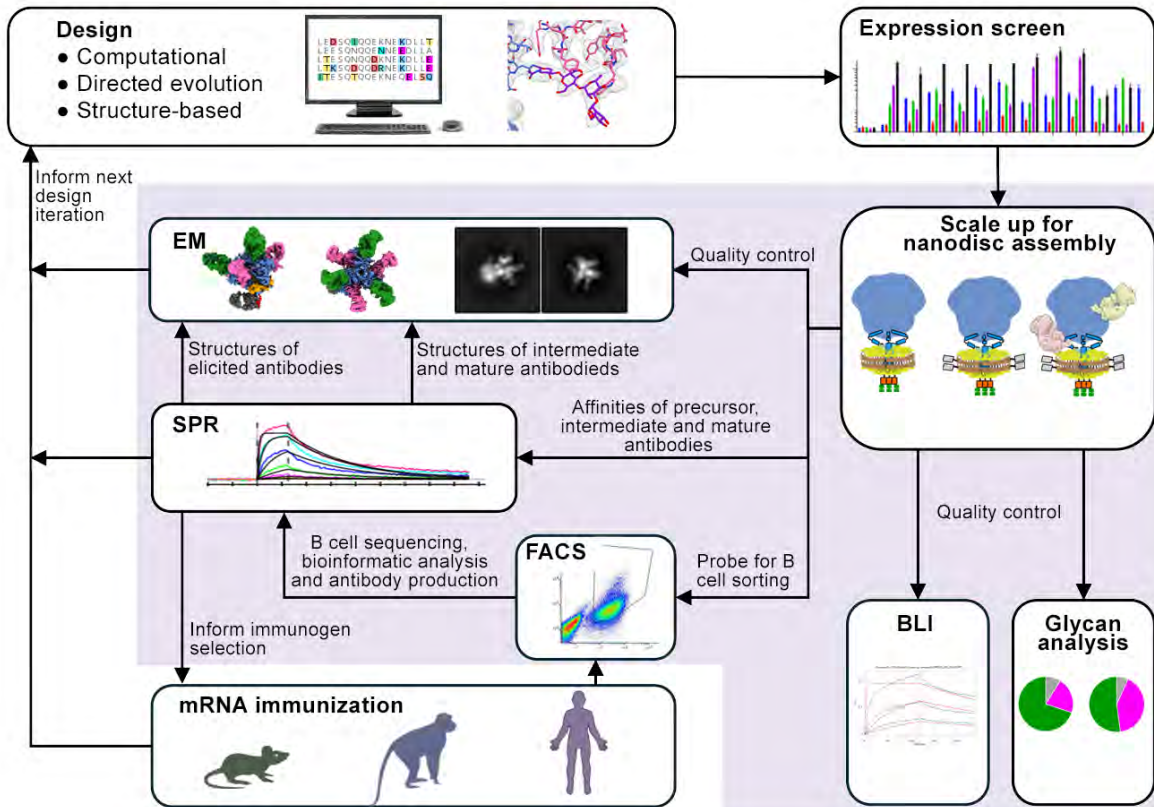 Design
● Computational
● Directed evolution
● Structure-based
Expression screen
Inform next
design
iteration
EM
Quality control
Scale up for
nanodisc assembly
Structures of
elicited antibodies
Structures of intermediate
and mature antibodieds
SPR
Affinities of precursor,
intermediate and mature
antibodies
B cell sequencing,
bioinformatic analysis
and antibody production
FACS
Probe for B
cell sorting
Quality control
Inform immunogen
selection
BLI
Glycan
analysis
mRNA immunization